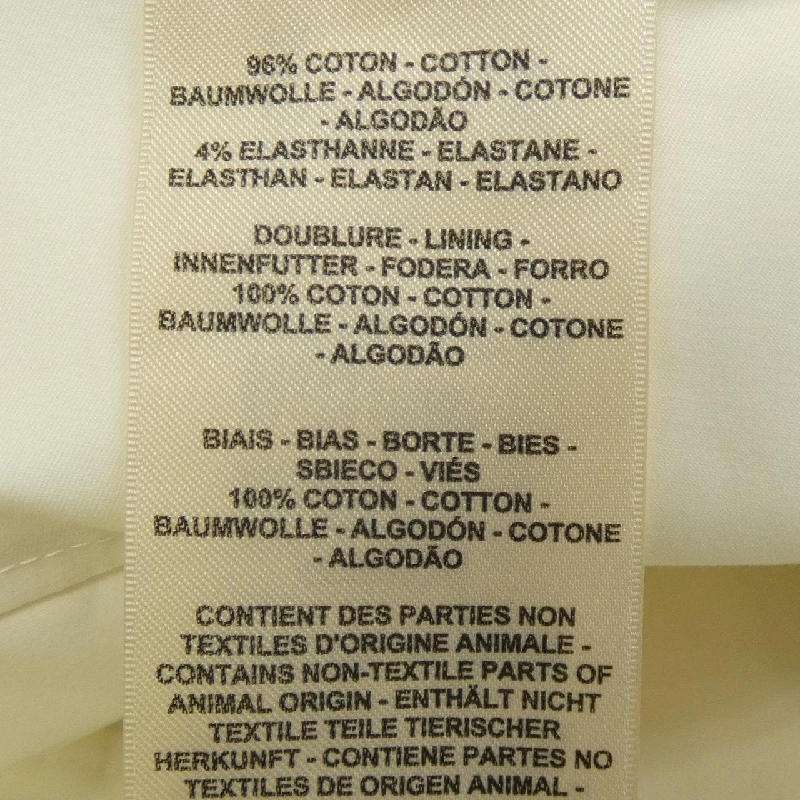 96% COTON - COTTON -
BAUMWOLLE - ALGODÓN - COTONE
- ALGODÃO
4% ELASTHANNE - ELASTANE -
ELASTHAN - ELASTAN - ELASTANO
DOUBLURE - LINING -
INNENFUTTER - FODERA - FORRO
100% COTON - COTTON -
BAUMWOLLE - ALGODÓN - COTONE
- ALGODÃO
BIAIS - BIAS - BORTE - BIES -
SBIECO - VIÉS
100% COTON - COTTON -
BAUMWOLLE - ALGODÓN - COTONE
- ALGODÃO
CONTIENT DES PARTIES NON
TEXTILES D'ORIGINE ANIMALE -
CONTAINS NON-TEXTILE PARTS OF
ANIMAL ORIGIN - ENTHÄLT NICHT
TEXTILE TEILE TIERISCHER
HERKUNFT - CONTIENE PARTES NO
TEXTILES DE ORIGEN ANIMAL -